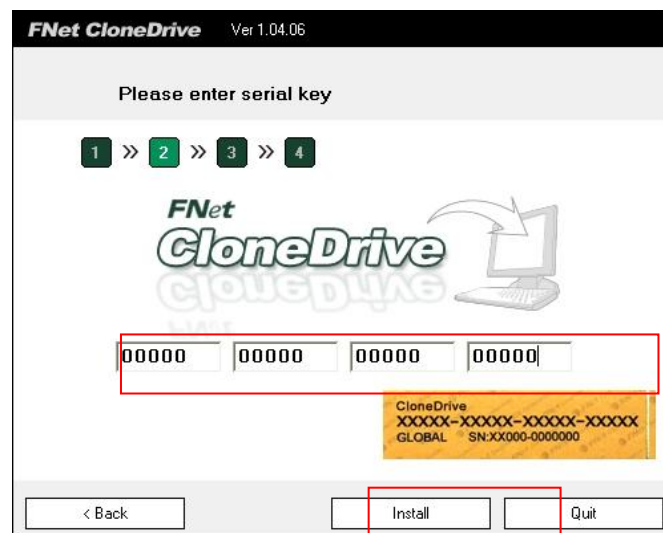 FNet CloneDrive Ver 1.04.06
Please enter serial key
1 » 2 » 3 » 4
FNet
CloneDrive
00000 00000 00000 00000
CloneDrive
XXXXX-XXXXX-XXXXX-XXXXX
GLOBAL SN:XX000-0000000
< Back Install Quit